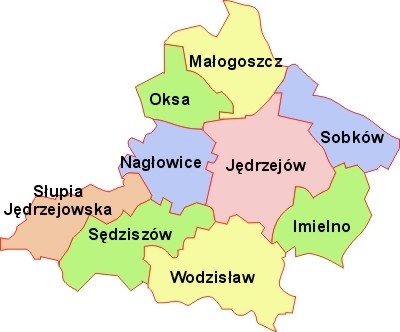 Małogoszcz
Oksa
Sobków
Nagłowice
Jędrzejów
Słupia
Jędrzejowska
Imielno
Sędziszów
Wodzisław